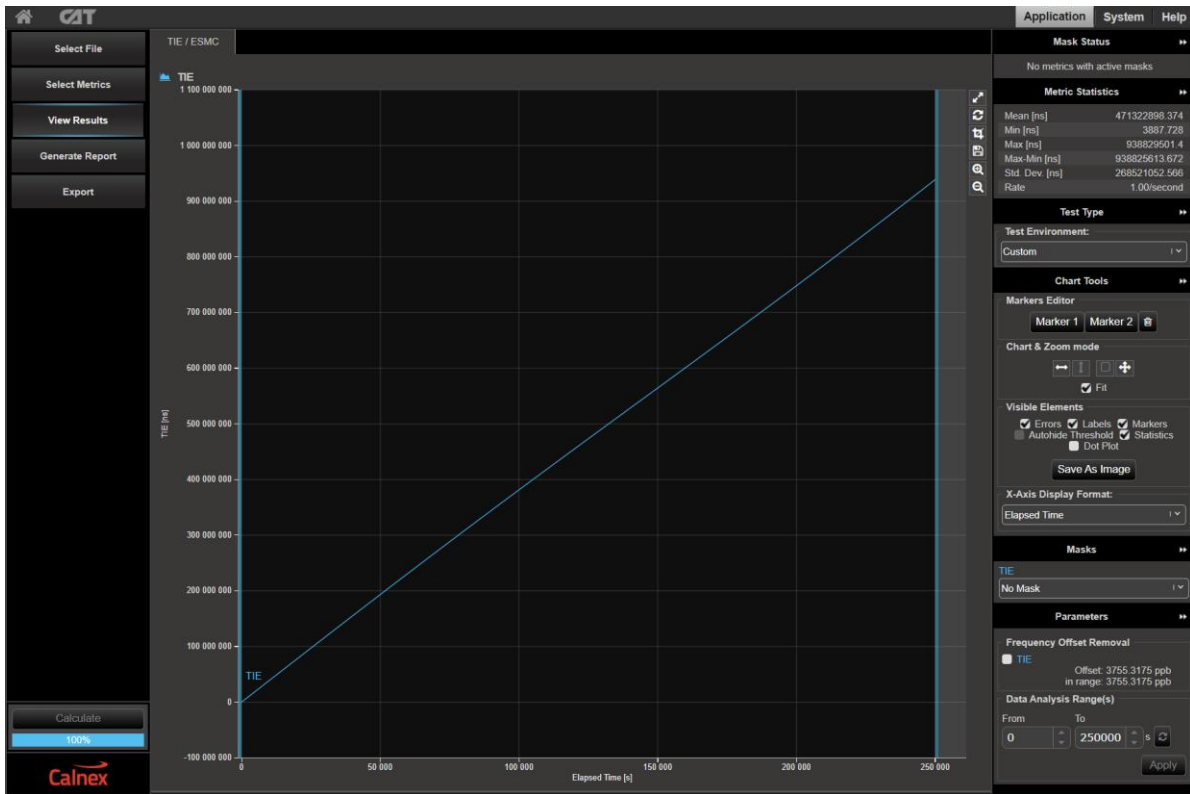 CAT
Application System Help
Select File
Select Metrics
View Results
Generate Report
Export
Calculate
100%
Calnex
TIE / ESMC
TIE
1 100 000 000
1 000 000 000
900 000 000
800 000 000
700 000 000
600 000 000
500 000 000
400 000 000
300 000 000
200 000 000
100 000 000
0
-100 000 000
TIE [ns]
TIE
0 50 000 100 000 150 000 200 000 250 000
Elapsed Time [s]
Mask Status
No metrics with active masks
Metric Statistics
Mean [ns] 471322898.374
Min [ns] 3887.728
Max [ns] 938829501.4
Max-Min [ns] 938825613.672
Std. Dev. [ns] 268521052.566
Rate 1.00/second
Test Type
Test Environment:
Custom
Chart Tools
Markers Editor
Marker 1 Marker 2
Chart & Zoom mode
Fit
Visible Elements
Errors Labels Markers
Autohide Threshold Statistics
Dot Plot
Save As Image
X-Axis Display Format:
Elapsed Time
Masks
TIE
No Mask
Parameters
Frequency Offset Removal
TIE
Offset: 3755.3175 ppb
in range: 3755.3175 ppb
Data Analysis Range(s)
From To
0 250000 s
Apply